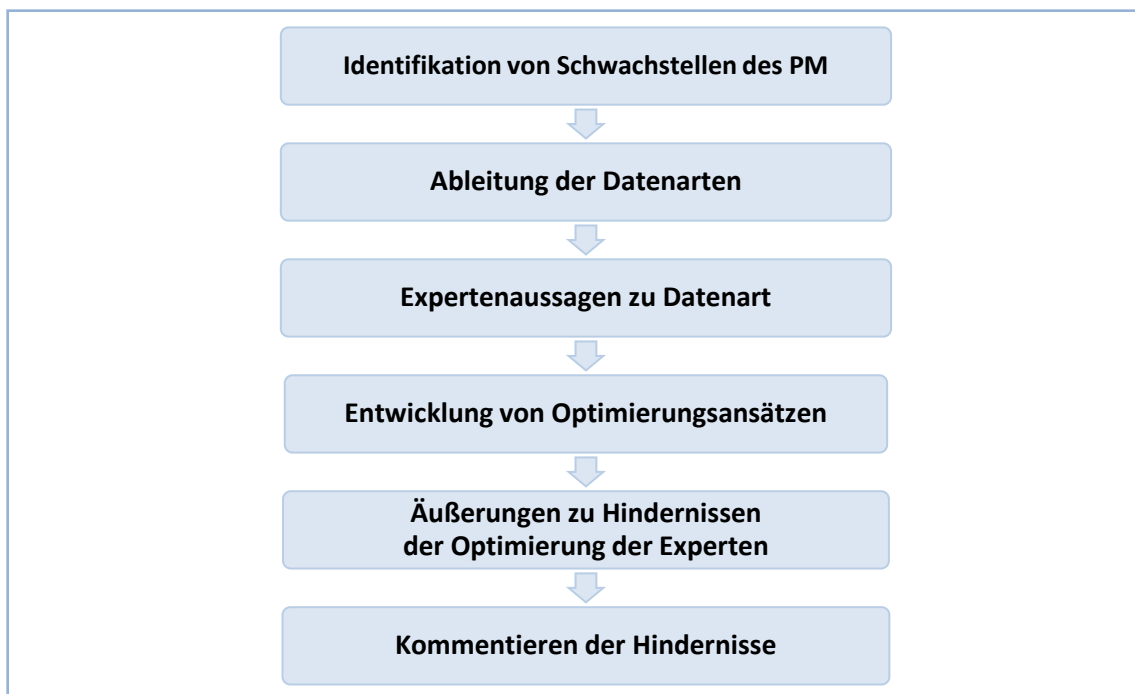 Identifikation von Schwachstellen des PM
Ableitung der Datenarten
Expertenaussagen zu Datenart
Entwicklung von Optimierungsansätzen
Äußerungen zu Hindernissen
der Optimierung der Experten
Kommentieren der Hindernisse